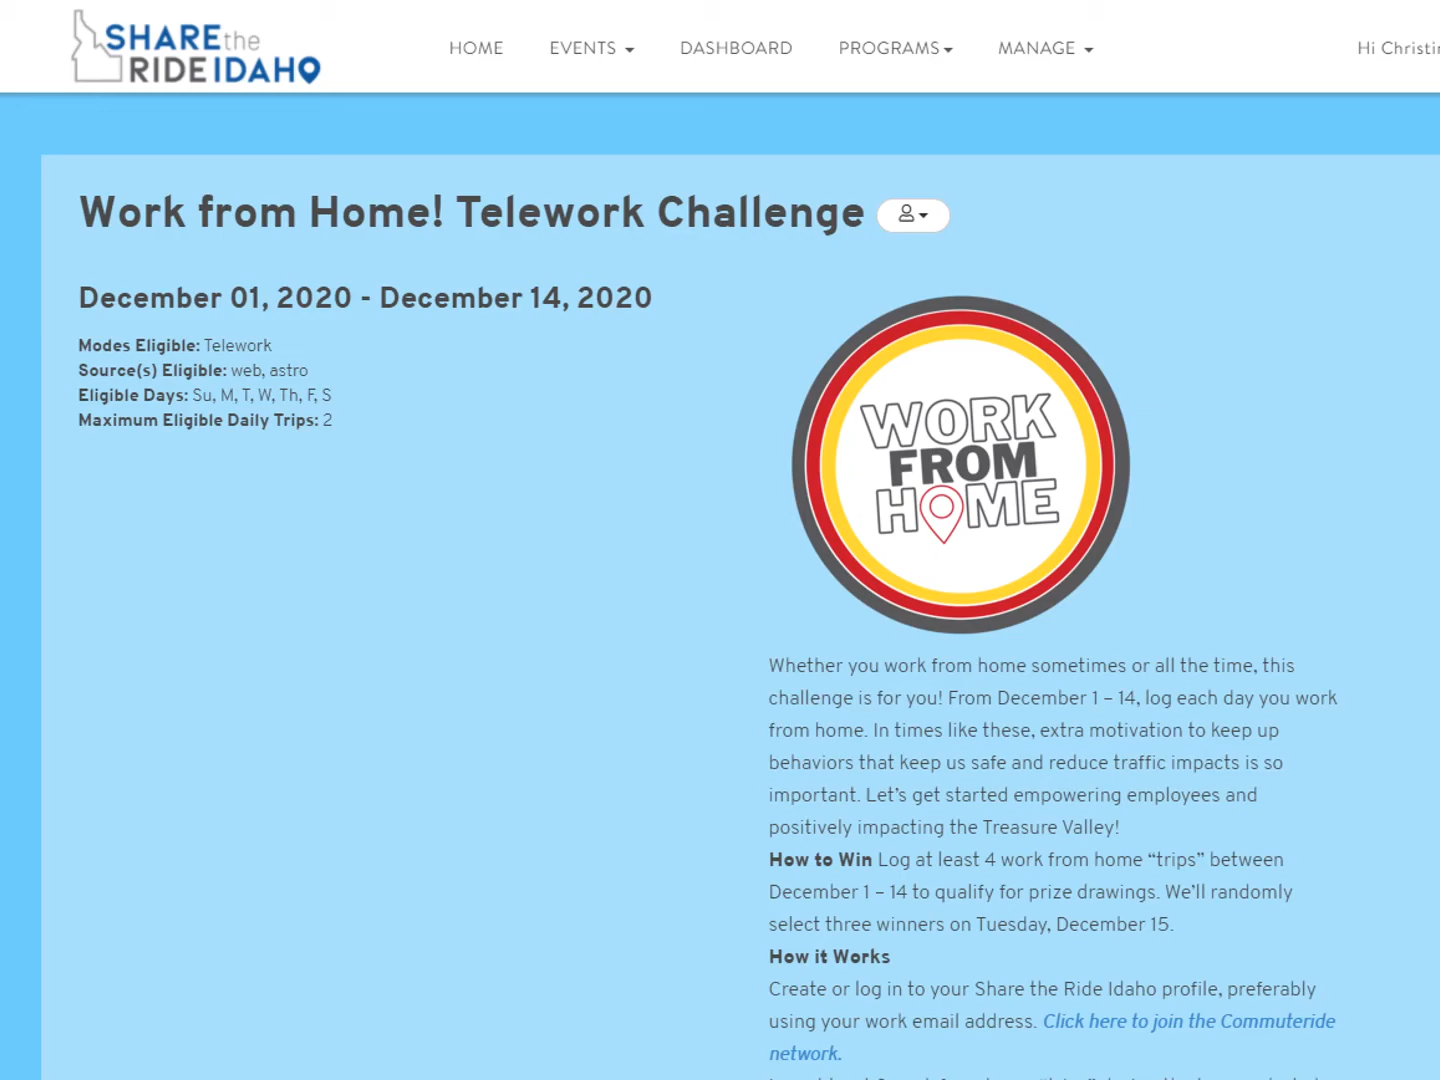 SHARE the
RIDE IDAHO
HOME
EVENTS
DASHBOARD
PROGRAMS
MANAGE
Hi Christin
Work from Home! Telework Challenge
December 01, 2020 - December 14, 2020
Modes Eligible: Telework
Source(s) Eligible: web, astro
Eligible Days: Su, M, T, W, Th, F, S
Maximum Eligible Daily Trips: 2
WORK
FROM
HOME
Whether you work from home sometimes or all the time, this
challenge is for you! From December 1 – 14, log each day you work
from home. In times like these, extra motivation to keep up
behaviors that keep us safe and reduce traffic impacts is so
important. Let’s get started empowering employees and
positively impacting the Treasure Valley!
How to Win Log at least 4 work from home “trips” between
December 1 – 14 to qualify for prize drawings. We’ll randomly
select three winners on Tuesday, December 15.
How it Works
Create or log in to your Share the Ride Idaho profile, preferably
using your work email address. Click here to join the Commuteride
network.